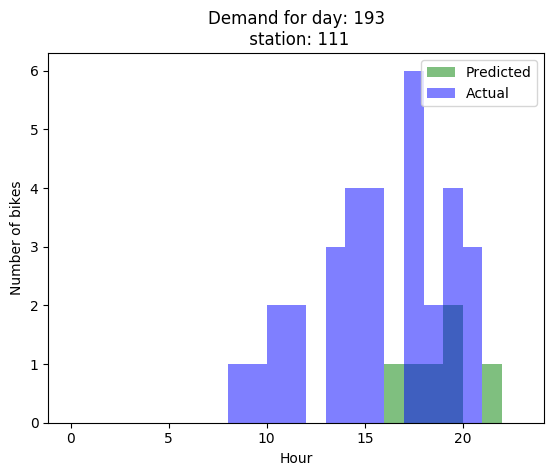 Demand for day: 193
station: 111
Predicted
Actual
Number of bikes
6
5
4
3
2
1
0
0
5
10
15
20
Hour